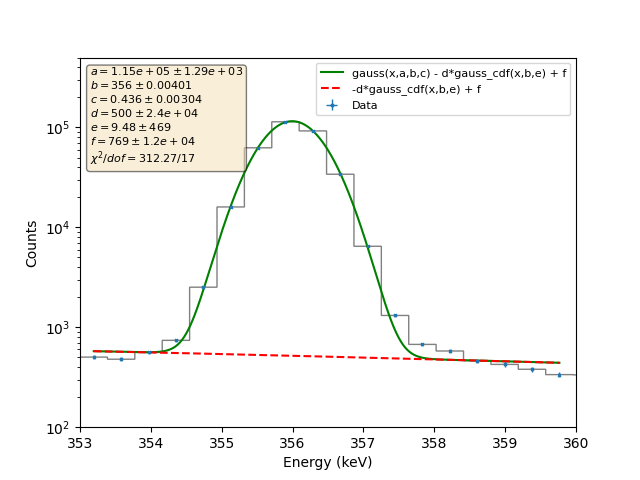 a = 1.15e + 05 ± 1.29e + 03
b = 356 ± 0.00401
c = 0.436 ± 0.00304
d = 500 ± 2.4e + 04
e = 9.48 ± 469
f = 769 ± 1.2e + 04
χ²/dof = 312.27/17
gauss(x,a,b,c) - d*gauss_cdf(x,b,e) + f
-d*gauss_cdf(x,b,e) + f
Data
Counts
10⁵
10⁴
10³
10²
353 354 355 356 357 358 359 360
Energy (keV)